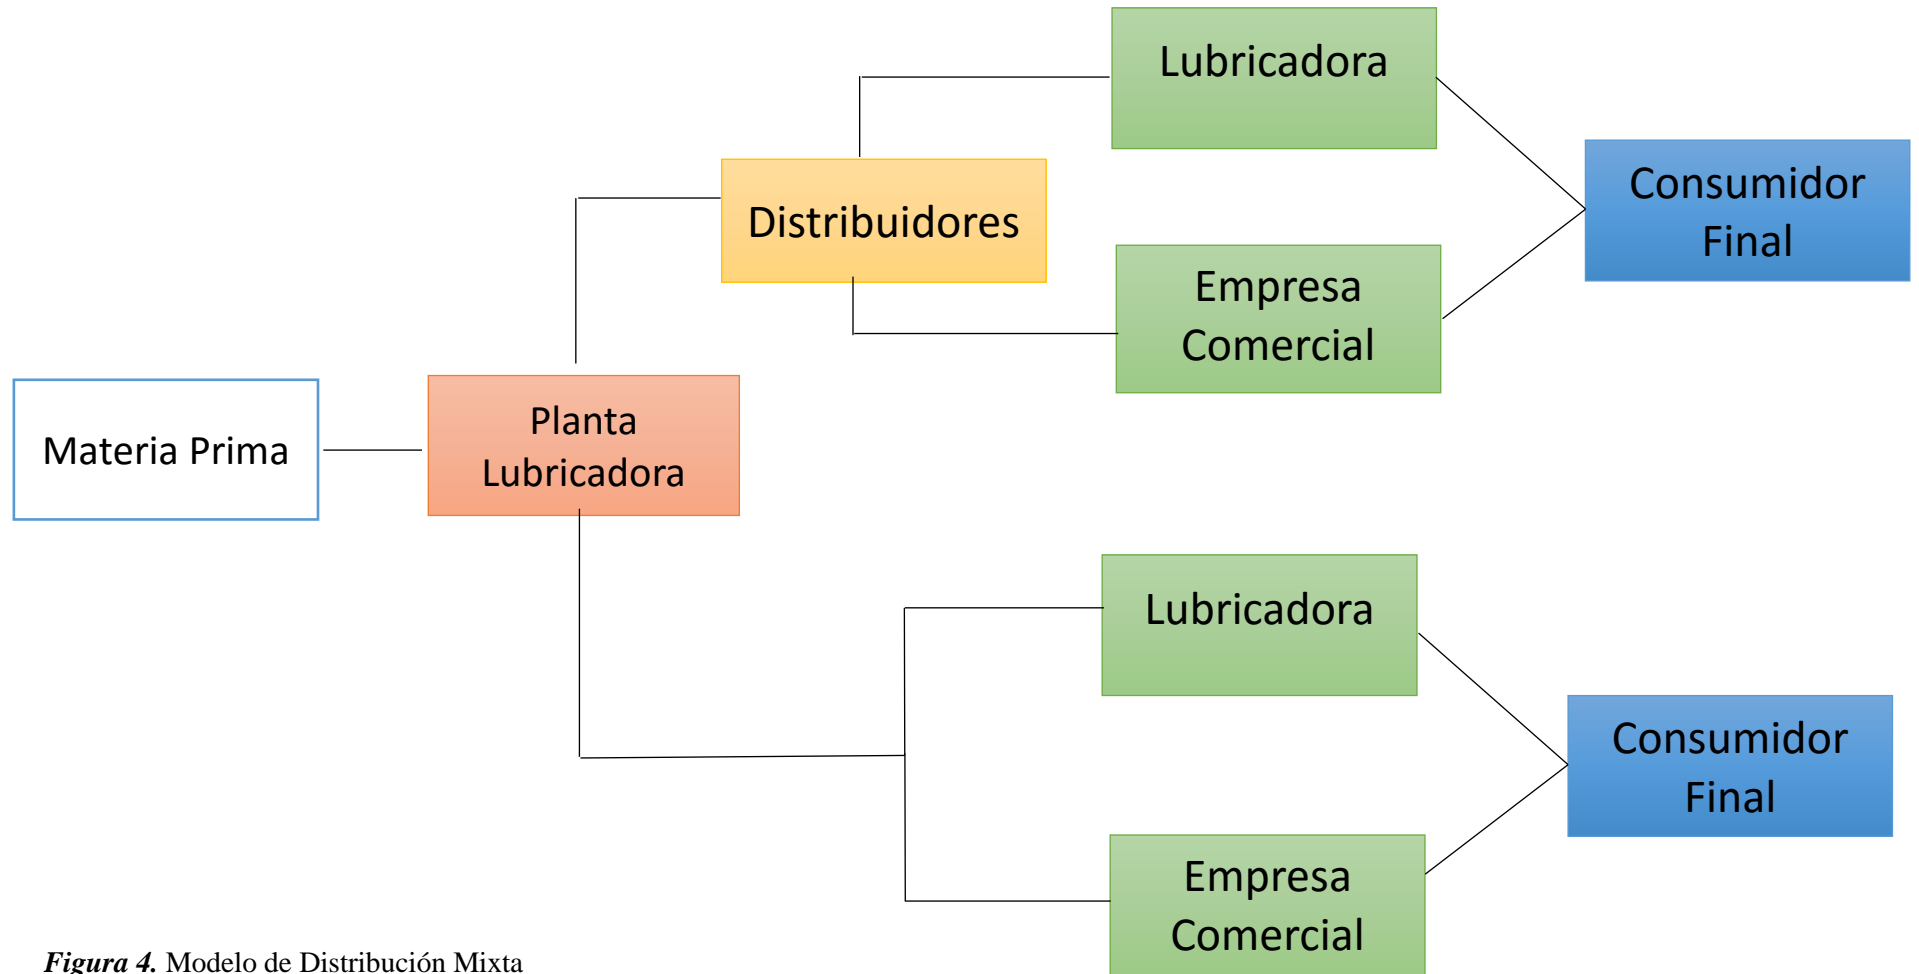 Lubricadora
Consumidor
Final
Distribuidores
Empresa
Comercial
Materia Prima
Planta
Lubricadora
Lubricadora
Consumidor
Final
Empresa
Comercial
Figura 4. Modelo de Distribución Mixta